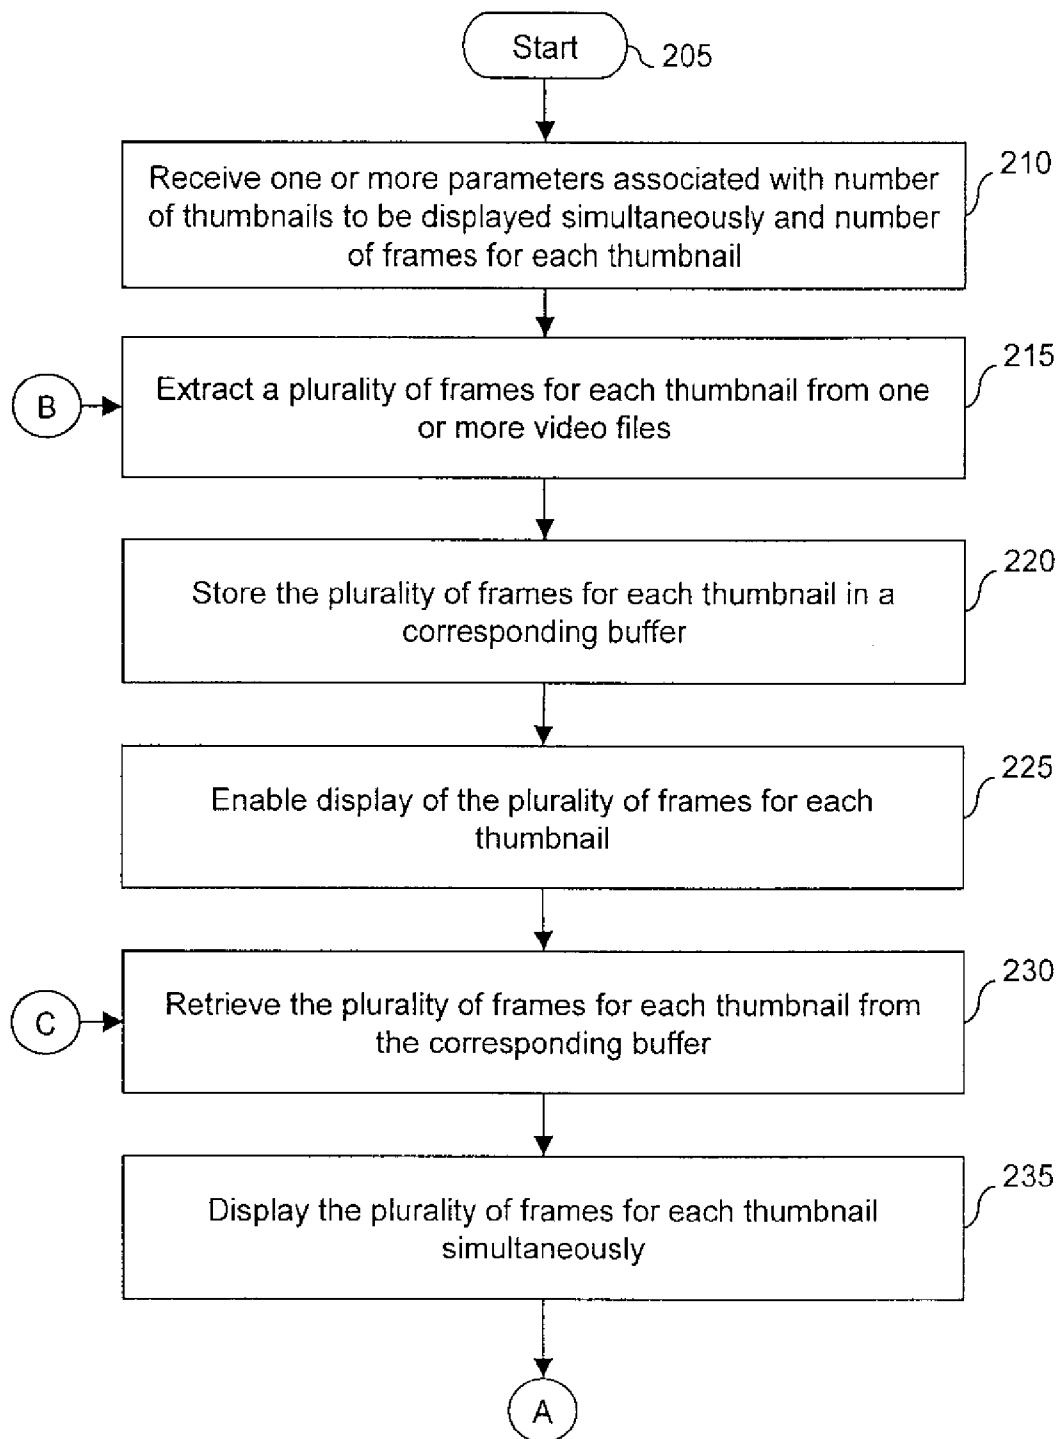 Start
205
210
Receive one or more parameters associated with number
of thumbnails to be displayed simultaneously and number
of frames for each thumbnail
215
B
Extract a plurality of frames for each thumbnail from one
or more video files
220
Store the plurality of frames for each thumbnail in a
corresponding buffer
225
Enable display of the plurality of frames for each
thumbnail
230
C
Retrieve the plurality of frames for each thumbnail from
the corresponding buffer
235
Display the plurality of frames for each thumbnail
simultaneously
A